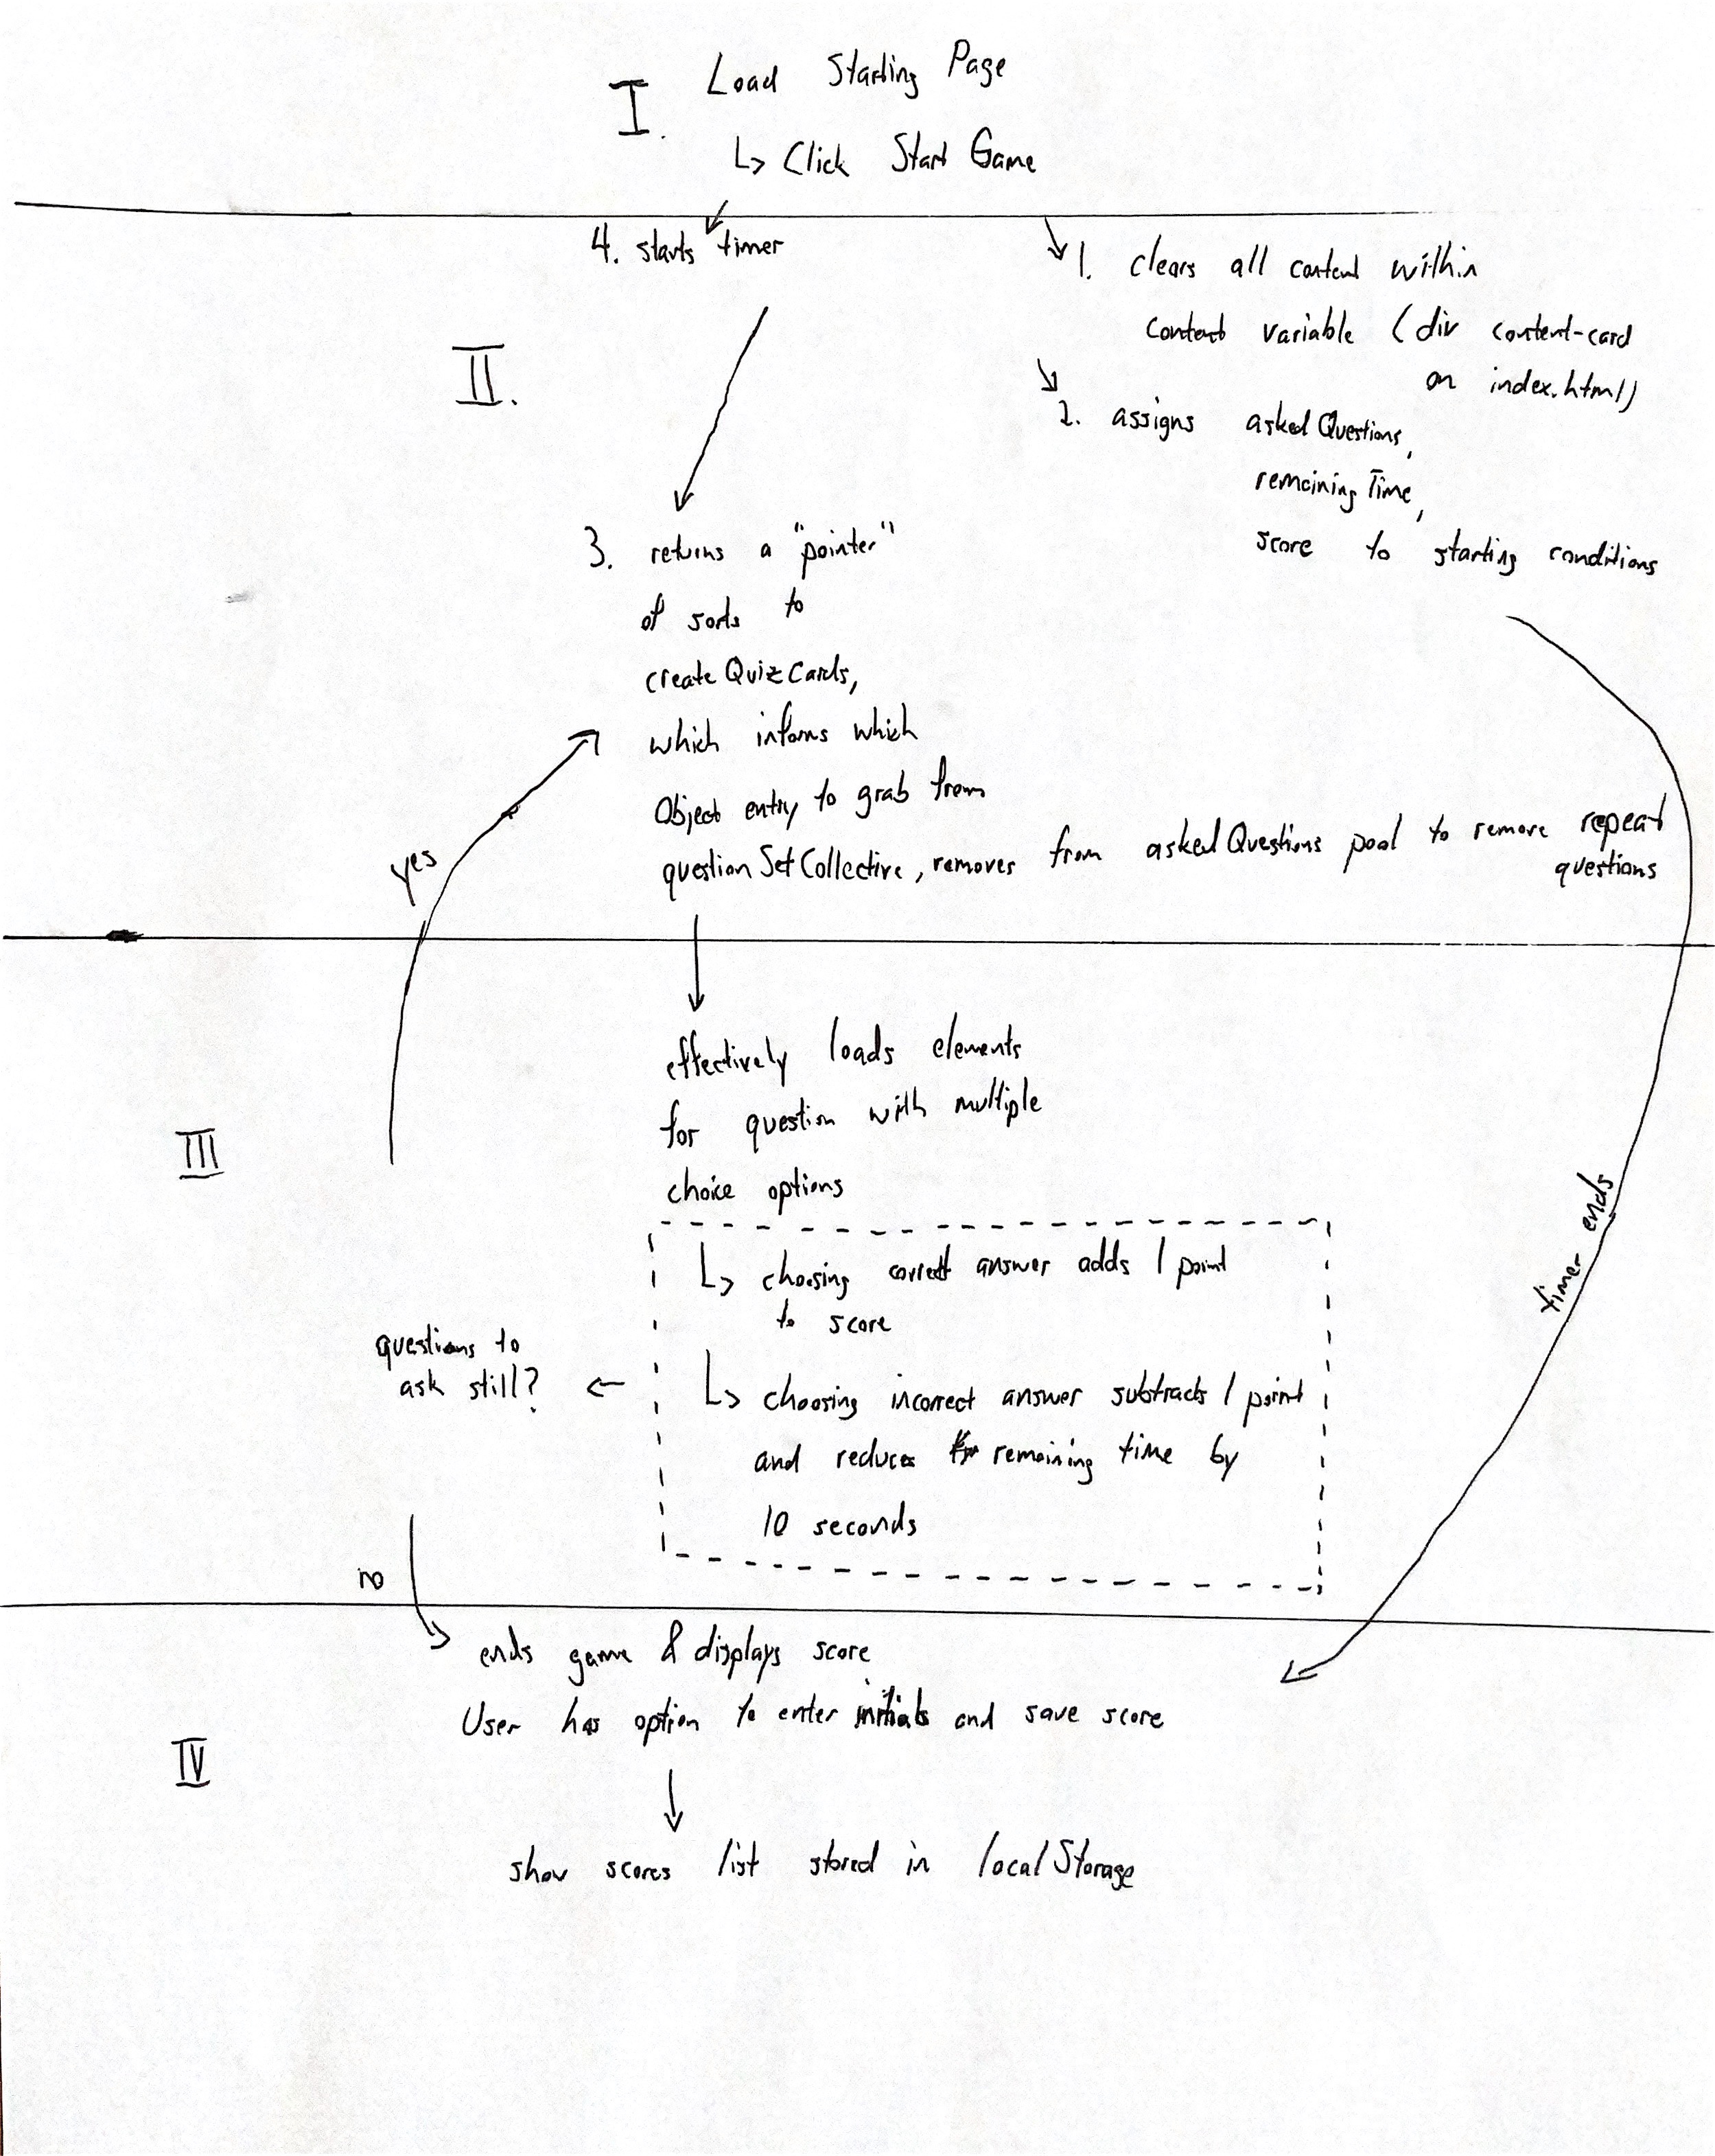 I. Load Starting Page
↳ Click Start Game
4. starts timer
1. clears all content within
content variable (div content-card
on index.html)
II.
2. assigns askedQuestions,
remainingTime,
score to starting conditions
3. returns a "pointer"
of sorts to
createQuizCards,
which informs which
Object entry to grab from
questionSetCollective, removes from askedQuestions pool to remove repeat
questions
yes
effectively loads elements
for question with multiple
choice options
III
timer ends
↳ choosing correct answer adds 1 point
to score
questions to
ask still?
↳ choosing incorrect answer subtracts 1 point
and reduces remaining time by
10 seconds
no
ends game & displays score
User has option to enter initials and save score
IV
show scores list stored in localStorage